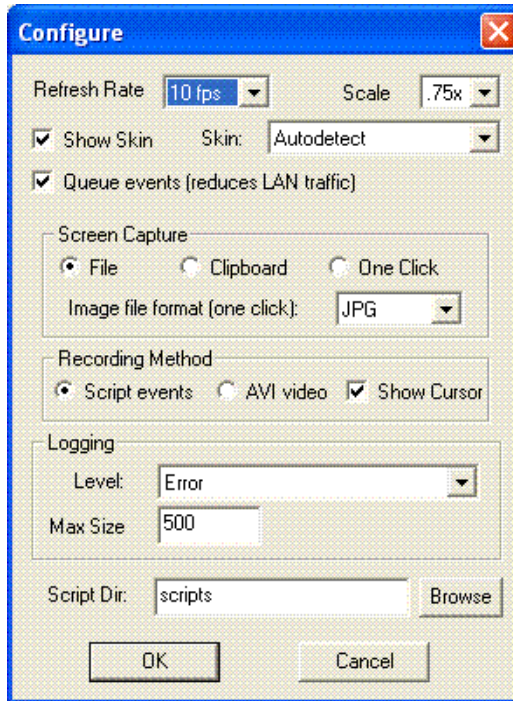 Configure
Refresh Rate 10 fps Scale .75x
Show Skin Skin: Autodetect
Queue events (reduces LAN traffic)
Screen Capture
File Clipboard One Click
Image file format (one click): JPG
Recording Method
Script events AVI video Show Cursor
Logging
Level: Error
Max Size 500
Script Dir: scripts Browse
OK Cancel